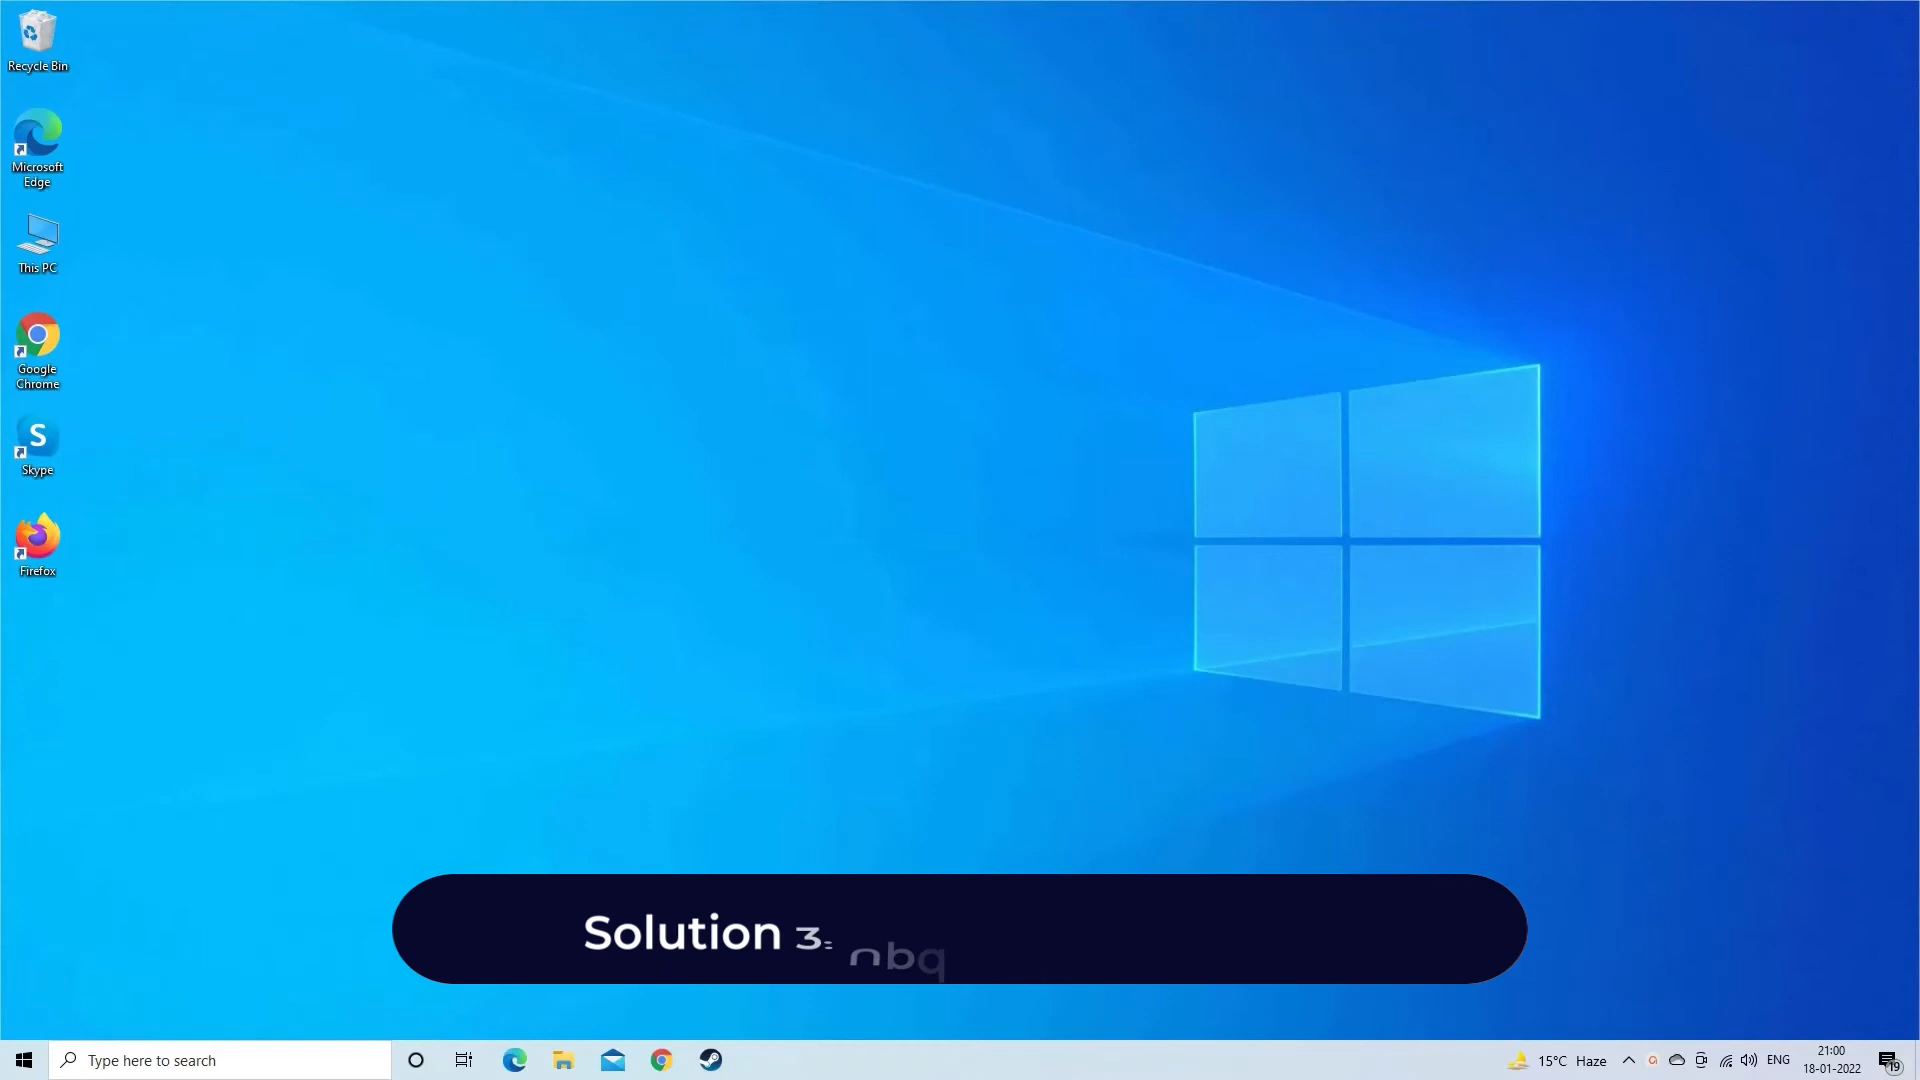 Recycle Bin
Microsoft
Edge
This PC
Google
Chrome
S
Skype
Firefox
Solution 3:
Type here to search
15°C Haze
ENG
21:00
18-01-2022
19